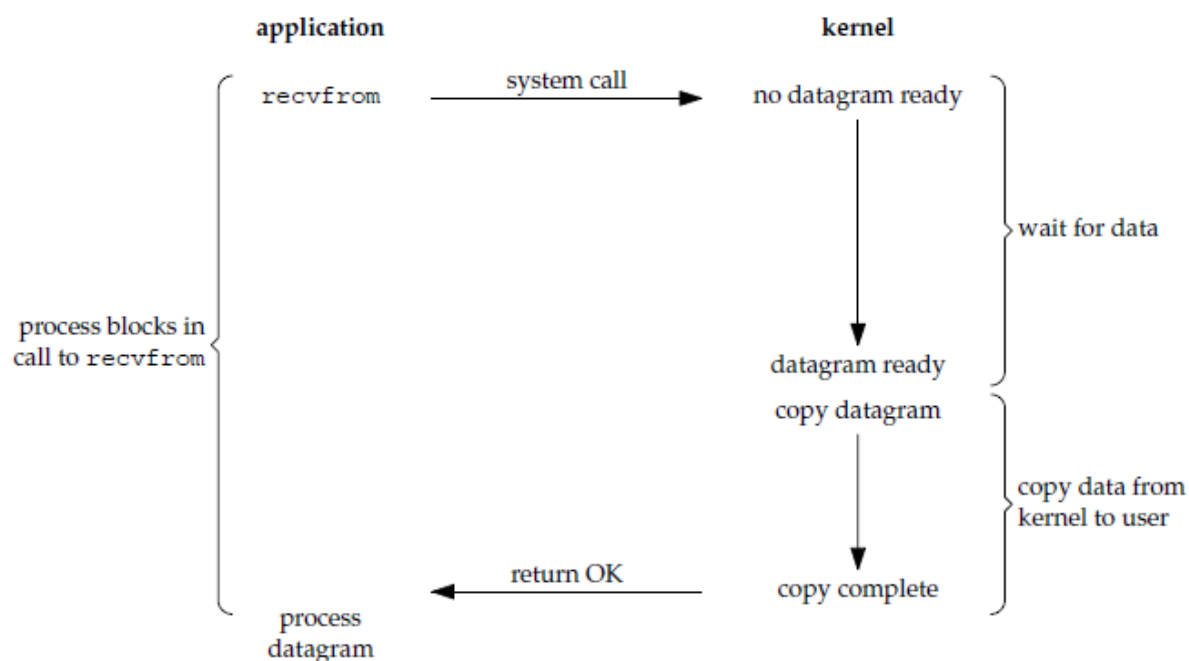 application
kernel
recvfrom
system call
no datagram ready
wait for data
process blocks in
call to recvfrom
datagram ready
copy datagram
copy data from
kernel to user
return OK
copy complete
process
datagram